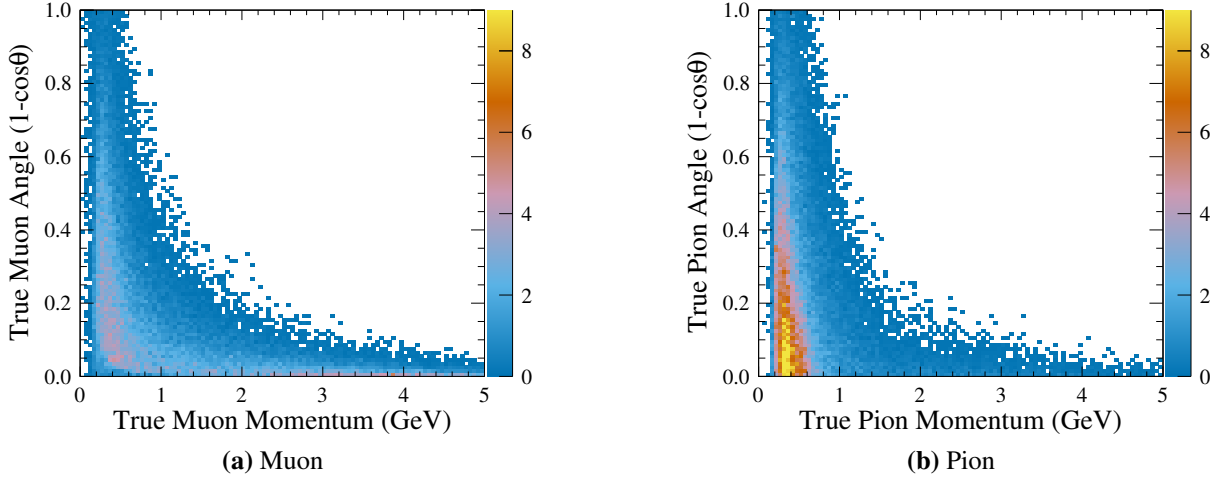 True Muon Angle (1-cosθ)
1.0
0.8
0.6
0.4
0.2
0.0
0 1 2 3 4 5
True Muon Momentum (GeV)
8
6
4
2
0
(a) Muon
True Pion Angle (1-cosθ)
1.0
0.8
0.6
0.4
0.2
0.0
0 1 2 3 4 5
True Pion Momentum (GeV)
8
6
4
2
0
(b) Pion